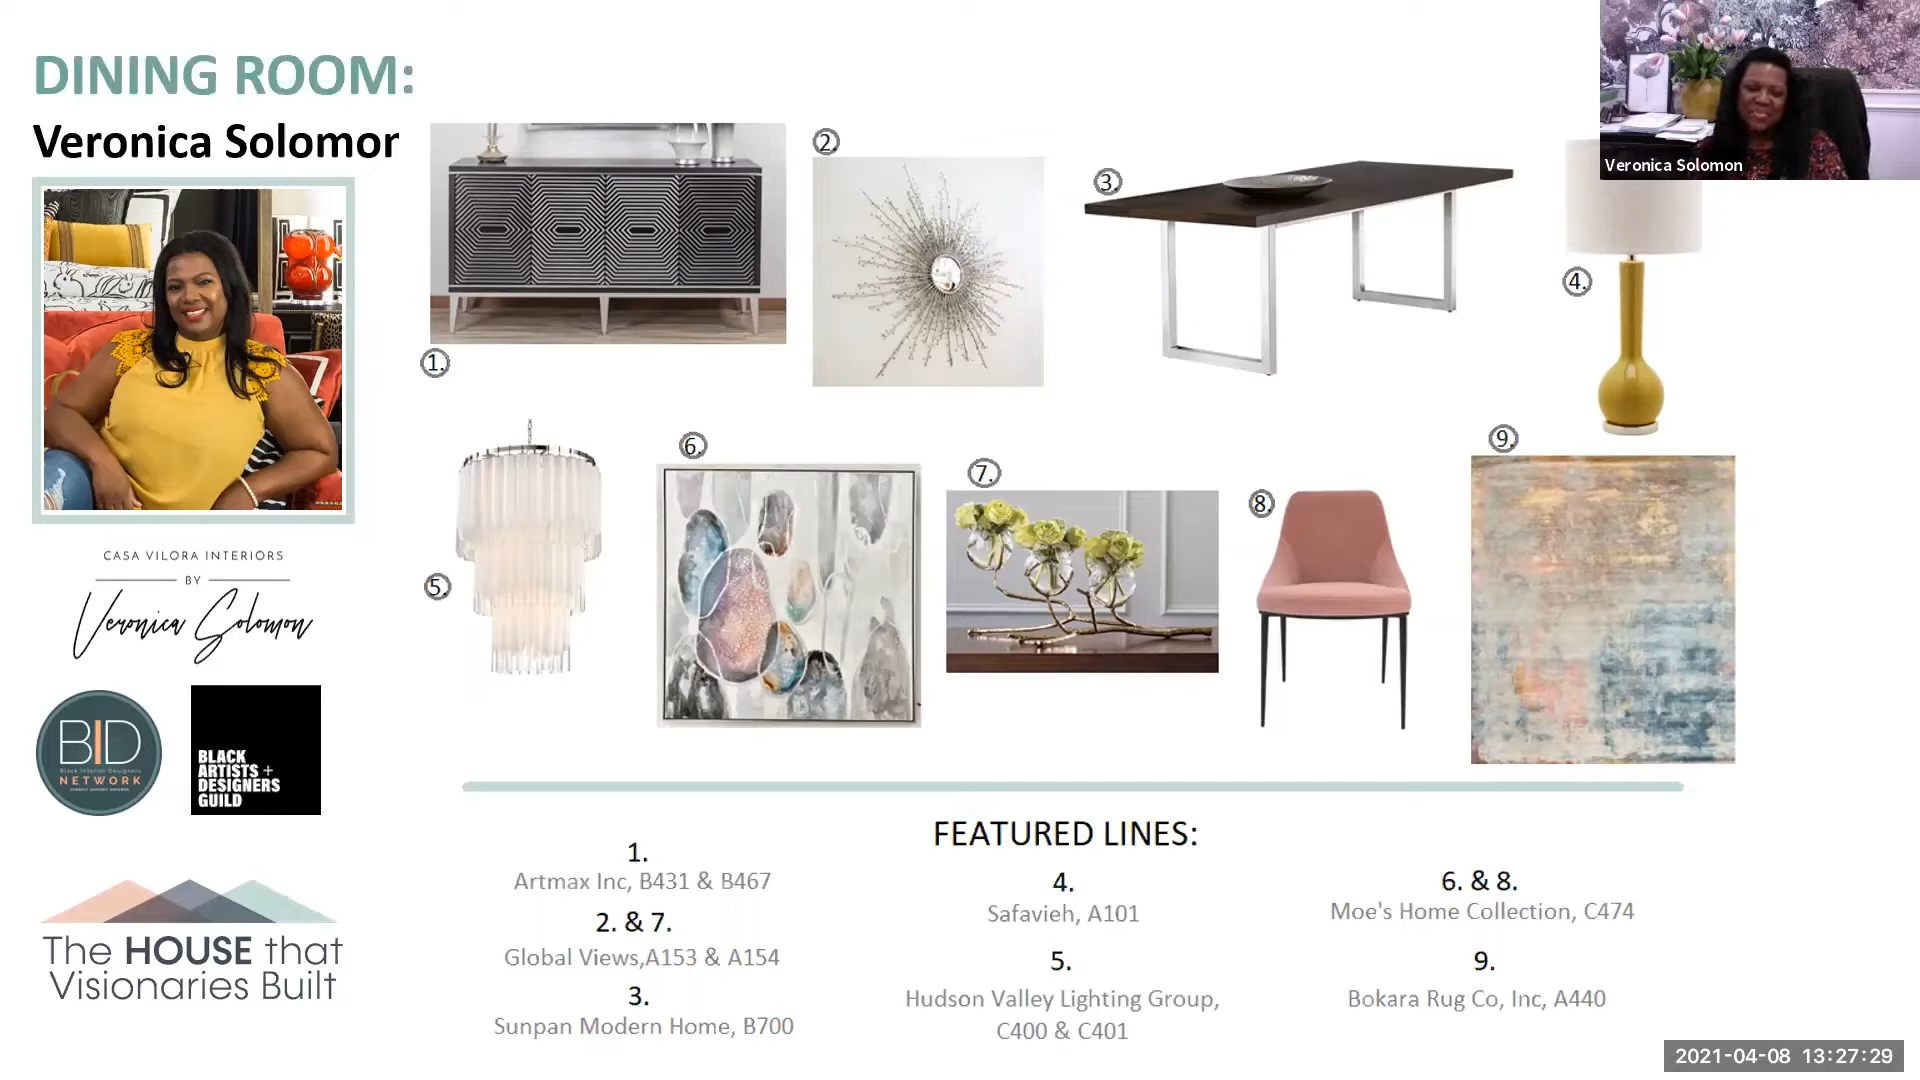 DINING ROOM:
Veronica Solomon
Veronica Solomor
1.
2.
3.
4.
5.
6.
7.
8.
9.
CASA VILORA INTERIORS
BY
Veronica Solomon
BID
Black Interior Designers
NETWORK
BLACK
ARTISTS +
DESIGNERS
GUILD
The HOUSE that
Visionaries Built
FEATURED LINES:
1.
Artmax Inc, B431 & B467
2. & 7.
Global Views,A153 & A154
3.
Sunpan Modern Home, B700
4.
Safavieh, A101
5.
Hudson Valley Lighting Group,
C400 & C401
6. & 8.
Moe's Home Collection, C474
9.
Bokara Rug Co, Inc, A440
2021-04-08 13:27:29